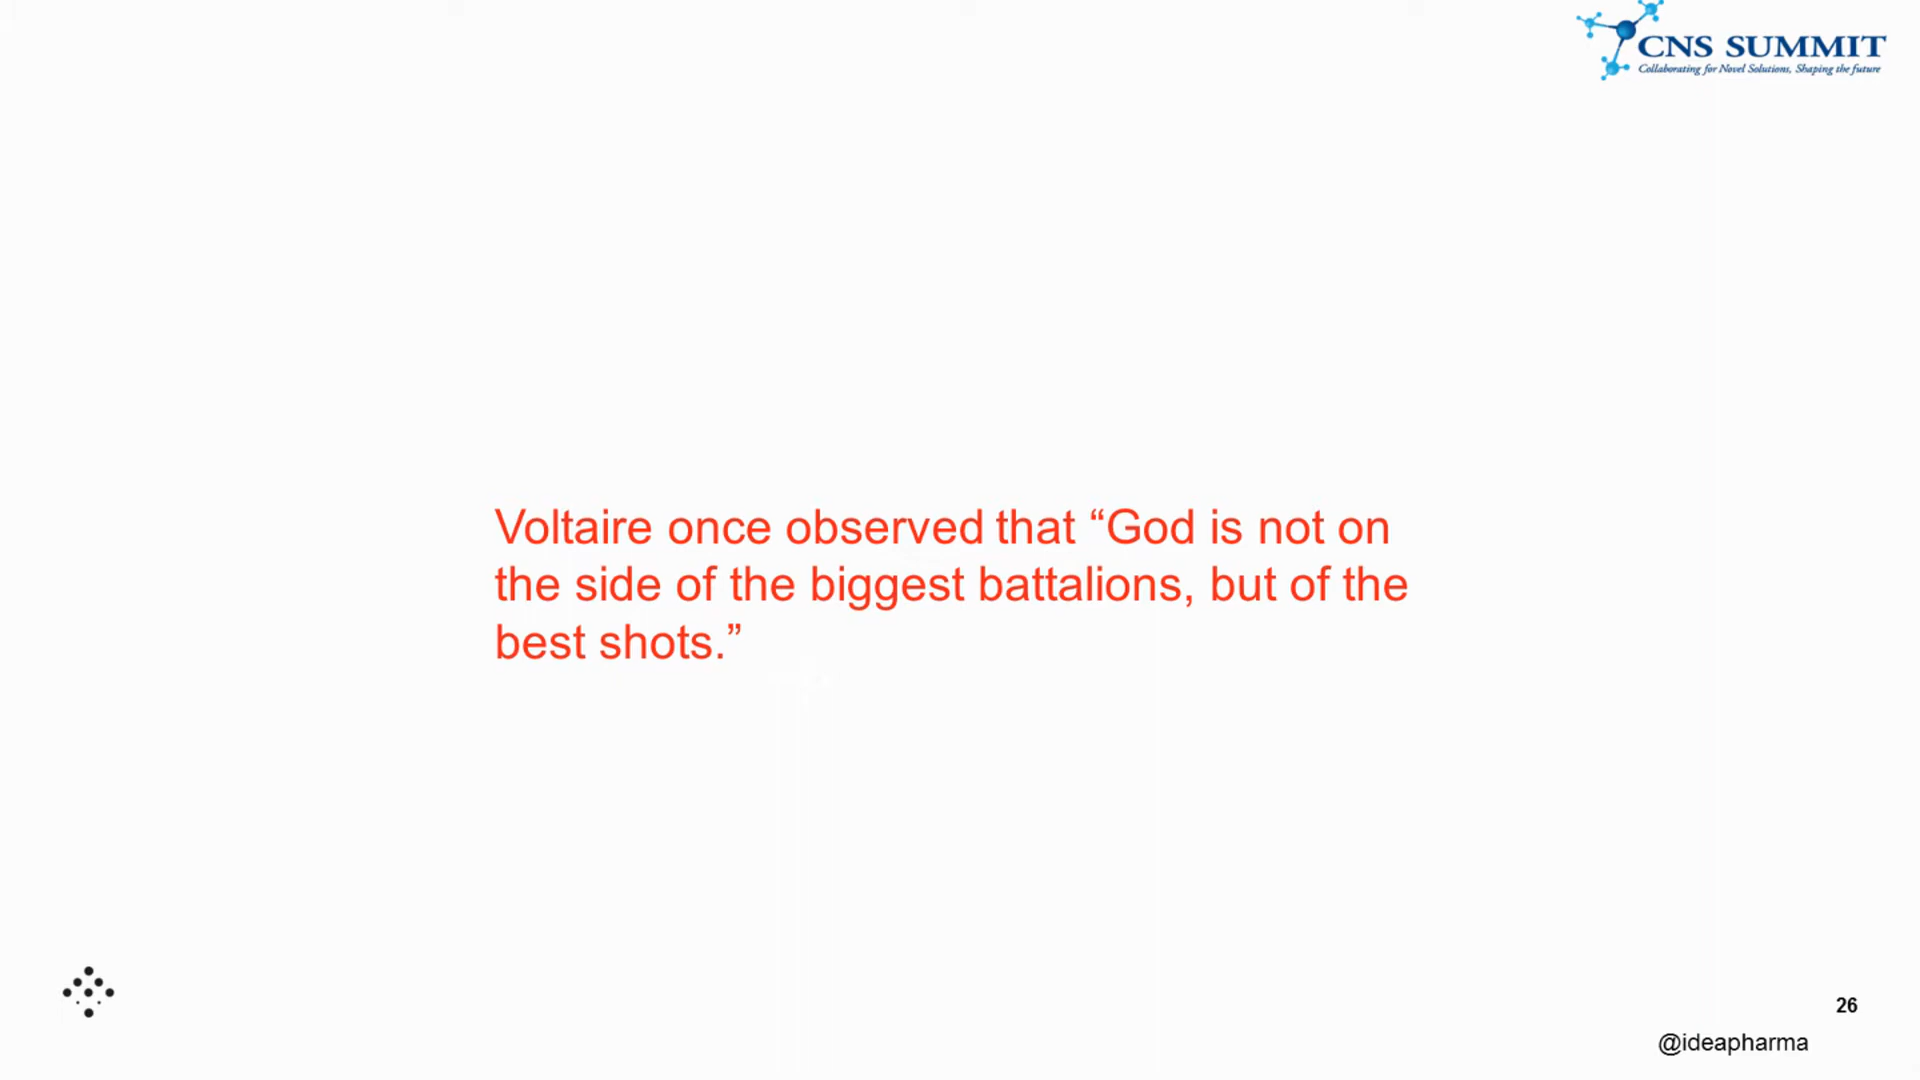 CNS SUMMIT
Collaborating for Novel Solutions, Shaping the future
Voltaire once observed that “God is not on
the side of the biggest battalions, but of the
best shots.”
26
@ideapharma